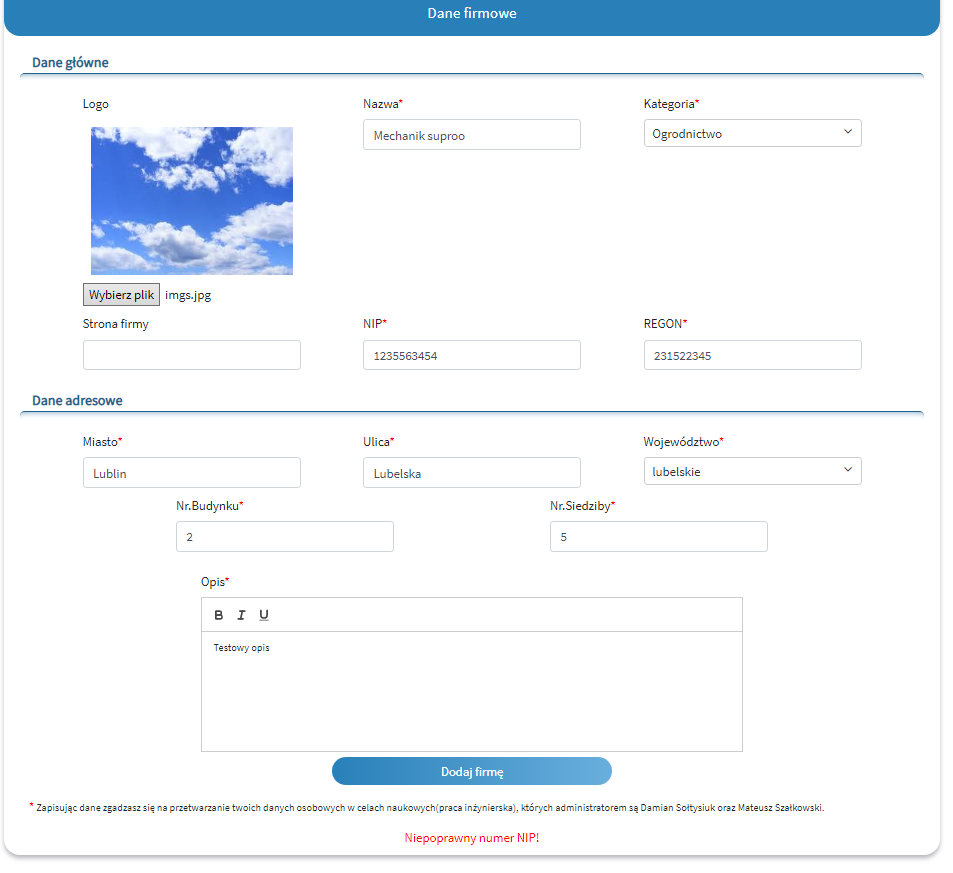 Dane firmowe
Dane główne
Logo
Nazwa*
Kategoria*
Mechanik suproo
Ogrodnictwo
Wybierz plik imgs.jpg
Strona firmy
NIP*
REGON*
1235563454
231522345
Dane adresowe
Miasto*
Ulica*
Województwo*
Lublin
Lubelska
lubelskie
Nr.Budynku*
Nr.Siedziby*
2
5
Opis*
B I U
Testowy opis
Dodaj firmę
* Zapisując dane zgadzasz się na przetwarzanie twoich danych osobowych w celach naukowych(praca inżynierska), których administratorem są Damian Sołtysiuk oraz Mateusz Szałkowski.
Niepoprawny numer NIP!